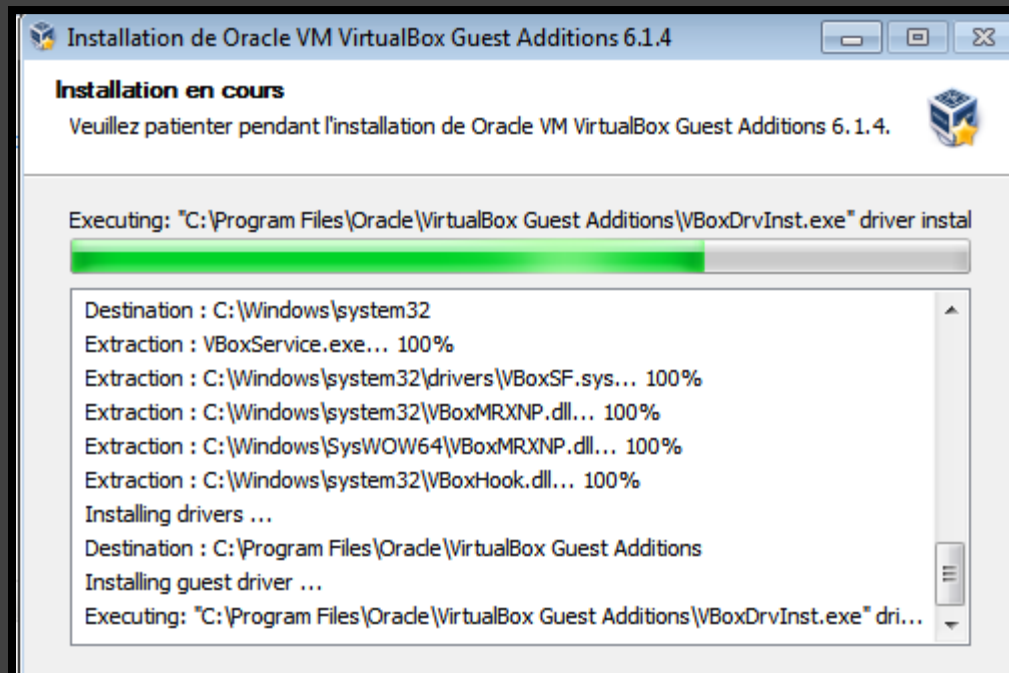 Installation de Oracle VM VirtualBox Guest Additions 6.1.4
Installation en cours
Veuillez patienter pendant l'installation de Oracle VM VirtualBox Guest Additions 6.1.4.
Executing: "C:\Program Files\Oracle\VirtualBox Guest Additions\VBoxDrvInst.exe" driver instal
Destination : C:\Windows\system32
Extraction : VBoxService.exe... 100%
Extraction : C:\Windows\system32\drivers\VBoxSF.sys... 100%
Extraction : C:\Windows\system32\VBoxMRXNP.dll... 100%
Extraction : C:\Windows\SysWOW64\VBoxMRXNP.dll... 100%
Extraction : C:\Windows\system32\VBoxHook.dll... 100%
Installing drivers ...
Destination : C:\Program Files\Oracle\VirtualBox Guest Additions
Installing guest driver ...
Executing: "C:\Program Files\Oracle\VirtualBox Guest Additions\VBoxDrvInst.exe" dri...